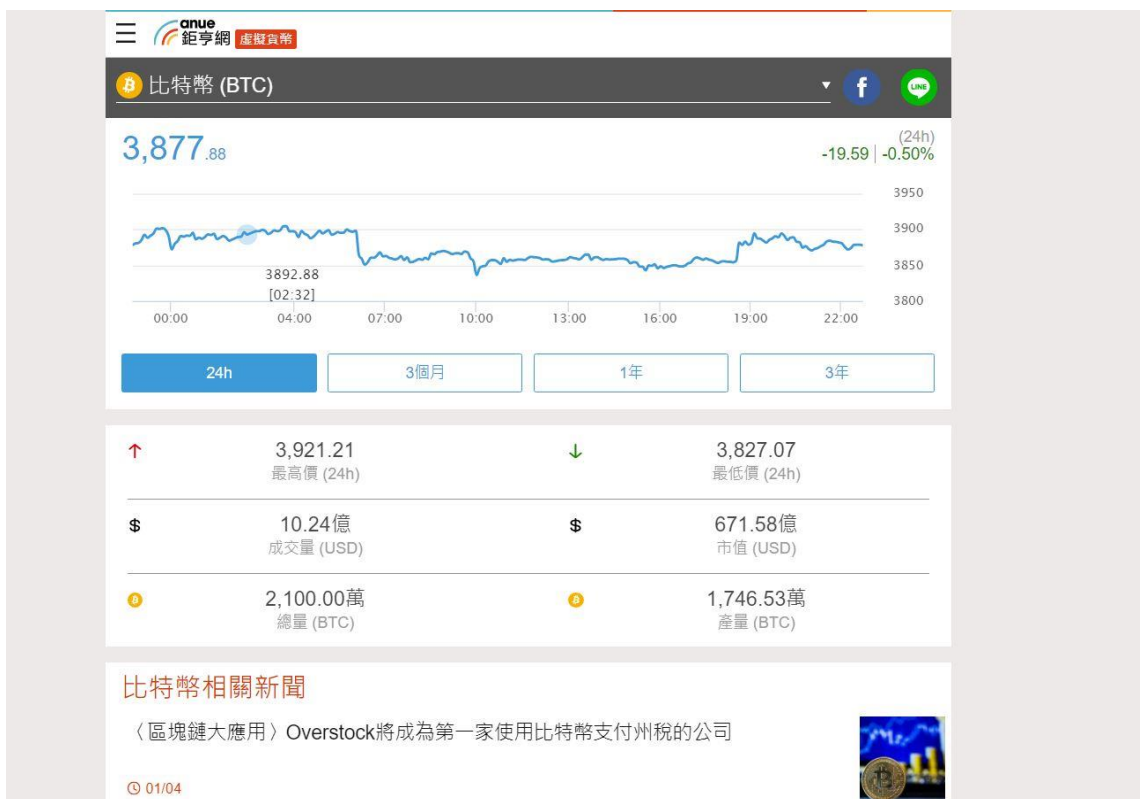 anue
鉅亨網 虛擬貨幣
比特幣 (BTC)
f LINE
3,877.88
(24h)
-19.59 -0.50%
3950
3900
3850
3800
3892.88
[02:32]
00:00 04:00 07:00 10:00 13:00 16:00 19:00 22:00
24h 3個月 1年 3年
3,921.21 3,827.07
最高價 (24h) 最低價 (24h)
$ 10.24億 $ 671.58億
成交量 (USD) 市值 (USD)
2,100.00萬 1,746.53萬
總量 (BTC) 產量 (BTC)
比特幣相關新聞
〈區塊鏈大應用〉Overstock將成為第一家使用比特幣支付州稅的公司
01/04